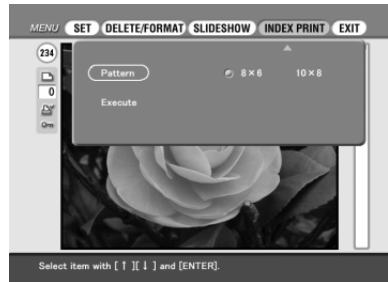 MENU SET DELETE/FORMAT SLIDESHOW INDEX PRINT EXIT
234
Pattern 8×6 10×8
0
Execute
Select item with [ ↑ ][ ↓ ] and [ENTER].